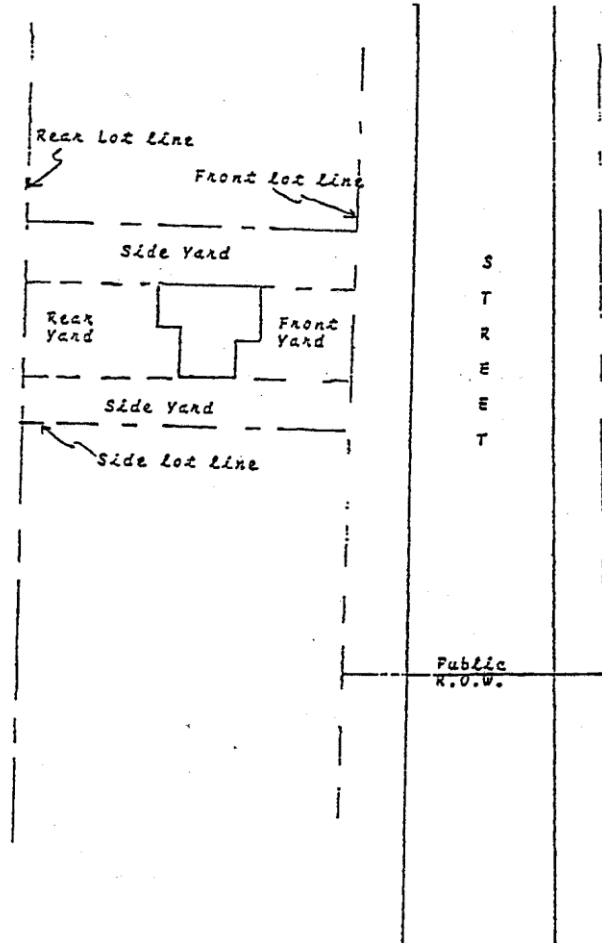 Rear Lot line
Front lot line
Side Yard
Rear
Yard
Front
Yard
Side Yard
Side lot line
S
T
R
E
E
T
Public
R.O.W.